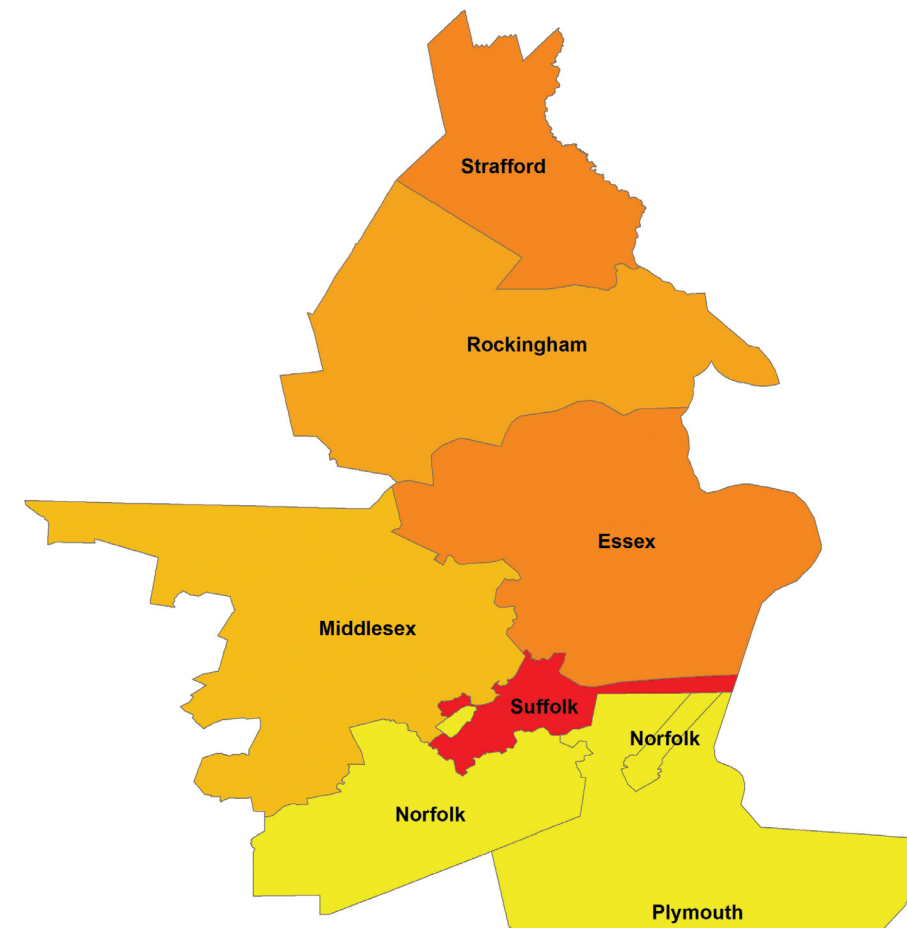 Strafford
Rockingham
Essex
Middlesex
Suffolk
Norfolk
Norfolk
Plymouth